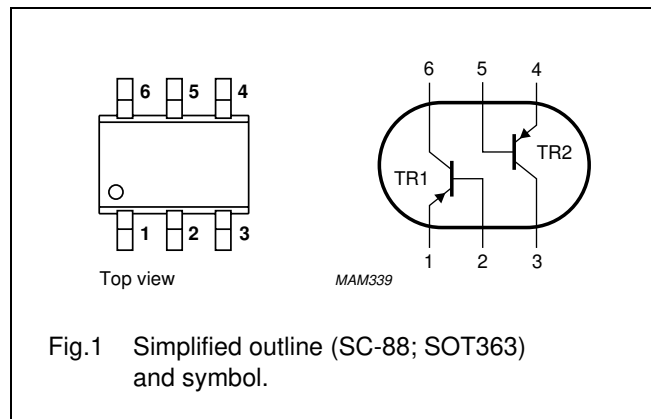 6 5 4
1 2 3
Top view
6 5 4
TR1
TR2
1 2 3
MAM339
Fig.1 Simplified outline (SC-88; SOT363)
and symbol.